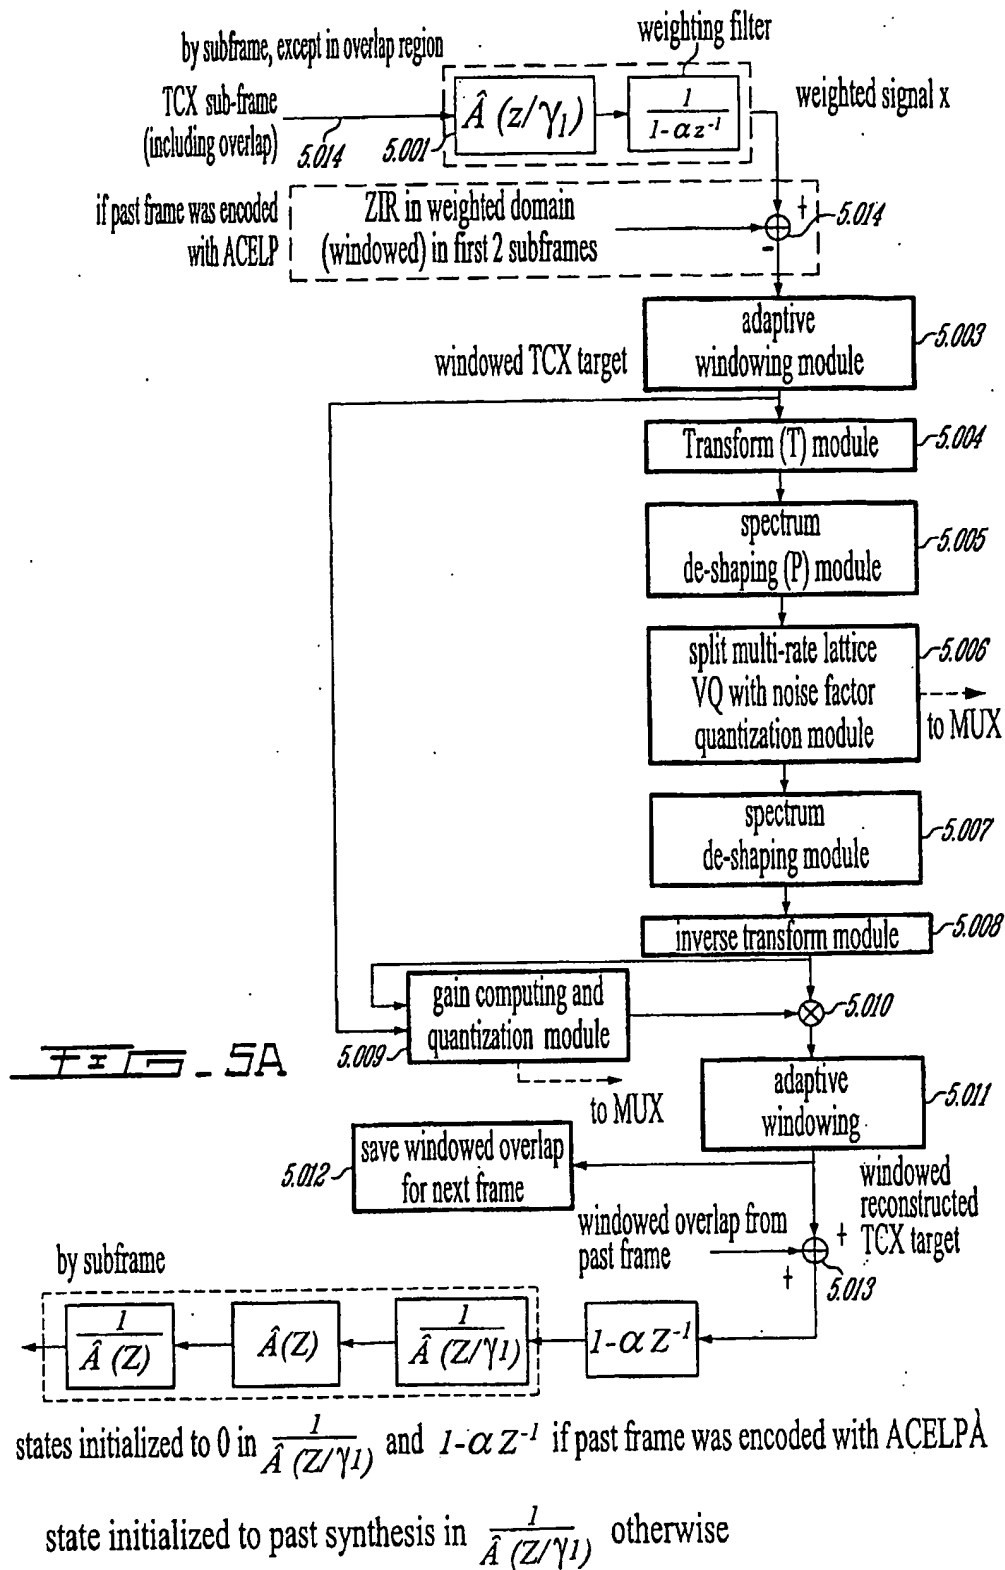 by subframe, except in overlap region
weighting filter
TCX sub-frame
(including overlap)
5.014
5.001
Â (z/γ1)
1
1-αz⁻¹
weighted signal x
if past frame was encoded
with ACELP
ZIR in weighted domain
(windowed) in first 2 subframes
+
-
5.014
adaptive
windowing module
5.003
windowed TCX target
Transform (T) module
5.004
spectrum
de-shaping (P) module
5.005
split multi-rate lattice
VQ with noise factor
quantization module
5.006
to MUX
spectrum
de-shaping module
5.007
inverse transform module
5.008
gain computing and
quantization module
5.009
5.010
to MUX
FIG_5A
adaptive
windowing
5.011
save windowed overlap
for next frame
5.012
windowed
reconstructed
TCX target
windowed overlap from
past frame
+
+
5.013
by subframe
1
Â (Z)
Â(Z)
1
Â (Z/γ1)
1-α Z⁻¹
states initialized to 0 in 1/Â (Z/γ1) and 1-α Z⁻¹ if past frame was encoded with ACELPÀ
state initialized to past synthesis in 1/Â (Z/γ1) otherwise